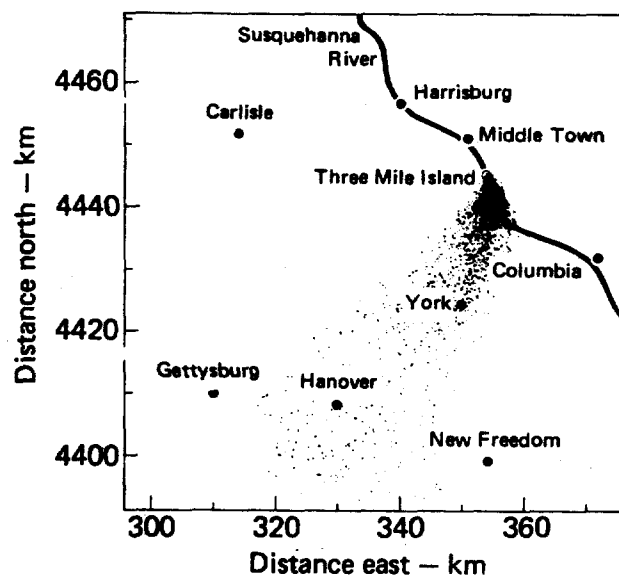 Susquehanna
River
4460
Harrisburg
Carlisle
Middle Town
Three Mile Island
4440
Columbia
York
4420
Gettysburg
Hanover
New Freedom
4400
300
320
340
360
Distance north — km
Distance east — km